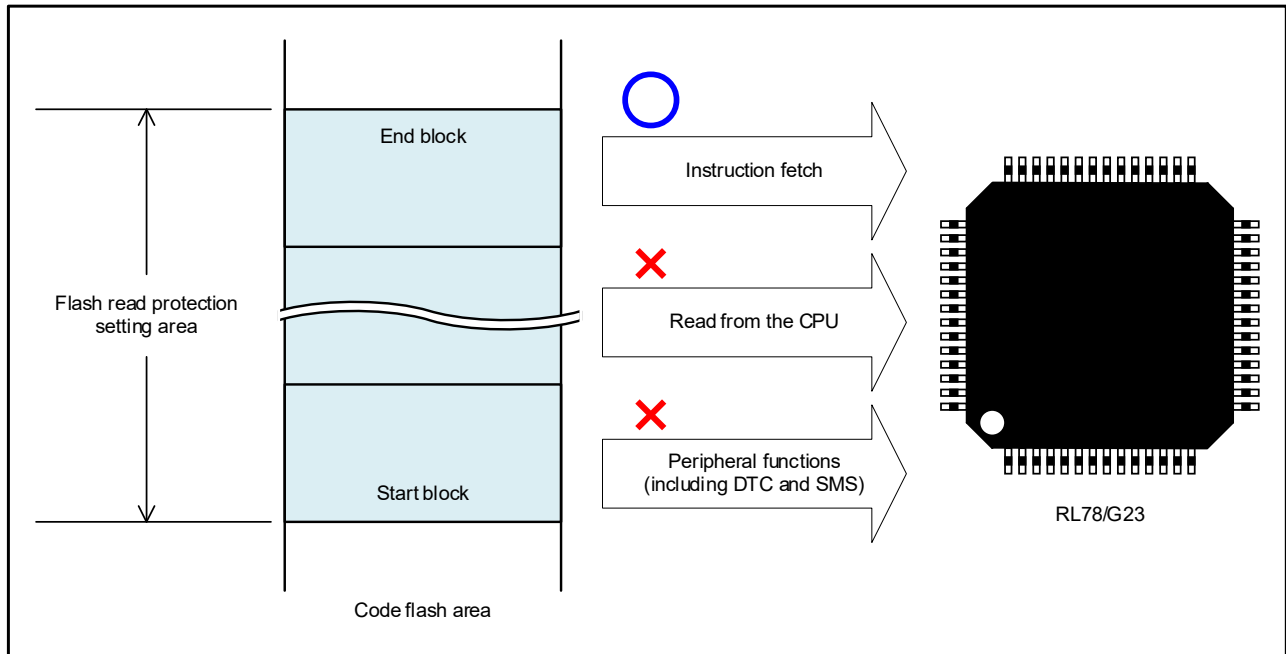 End block
Instruction fetch
Flash read protection
setting area
Read from the CPU
Start block
Peripheral functions
(including DTC and SMS)
RL78/G23
Code flash area